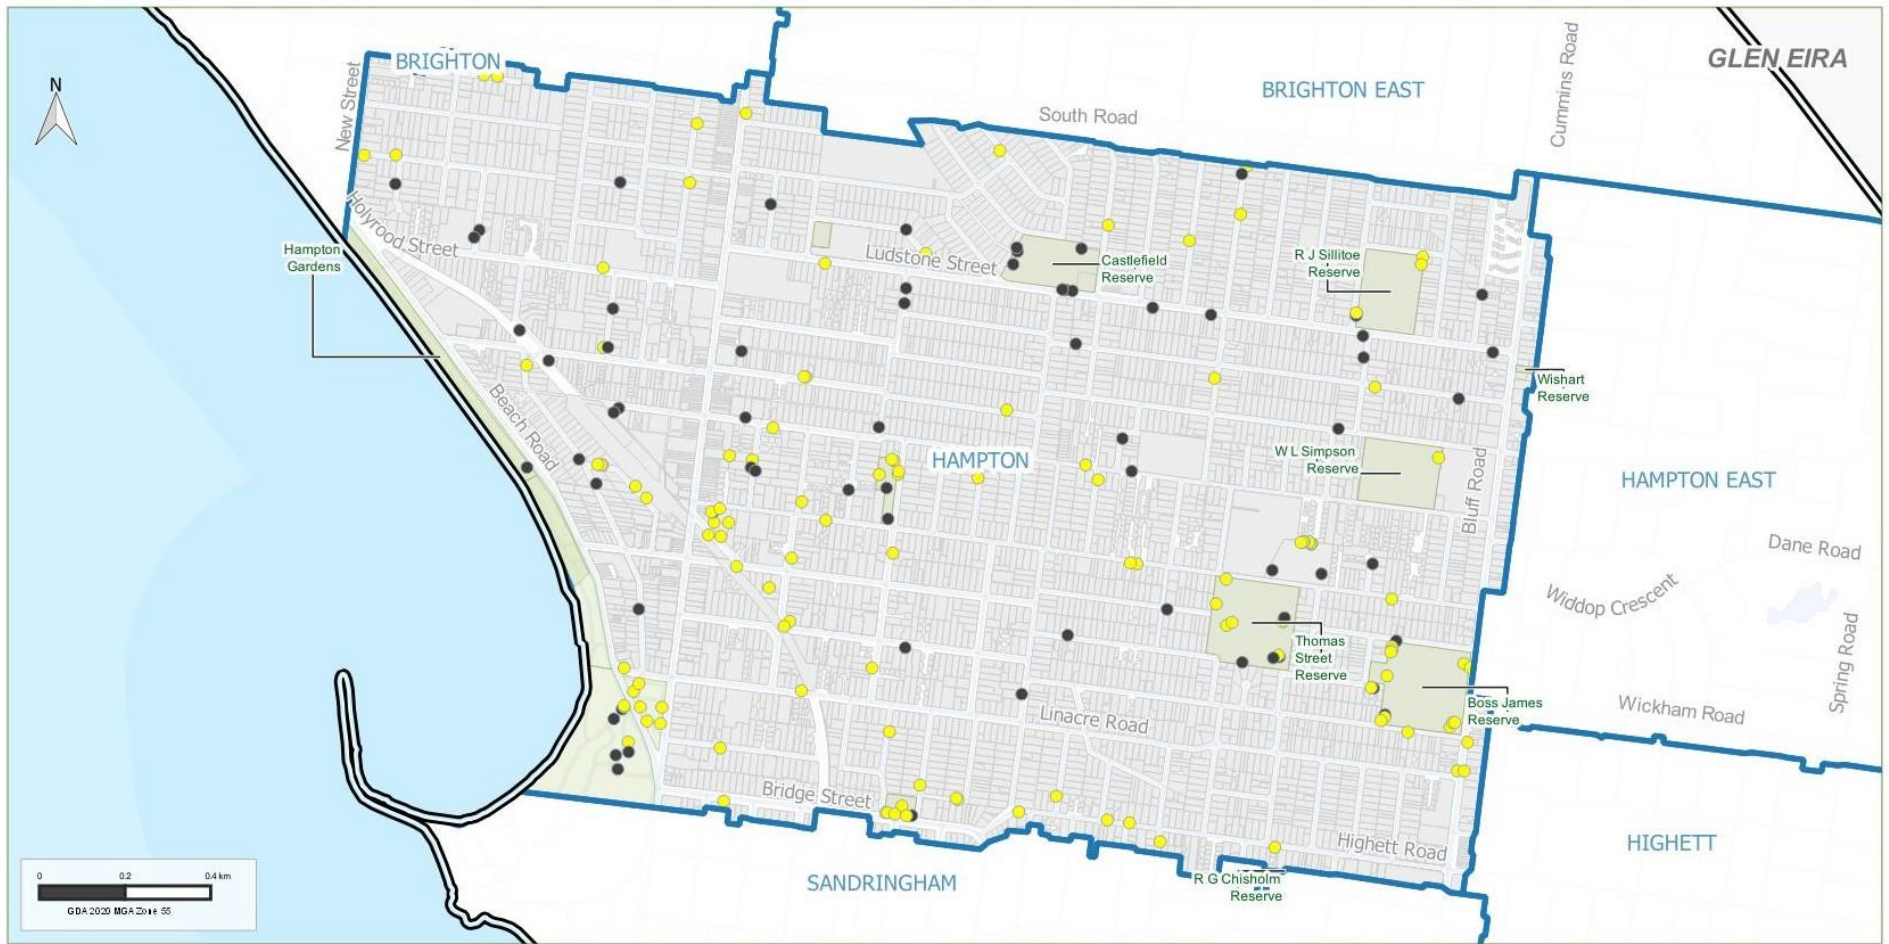 GLEN EIRA
BRIGHTON
BRIGHTON EAST
Cummins Road
New Street
N
South Road
Holyrood Street
Hampton
Gardens
Ludstone Street
Castlefield
Reserve
R J Sillitoe
Reserve
Wishart
Reserve
Beach Road
HAMPTON
W L Simpson
Reserve
Bluff Road
HAMPTON EAST
Dane Road
Widdop Crescent
Thomas
Street
Reserve
Spring Road
Boss James
Reserve
Wickham Road
Linacre Road
Bridge Street
Highett Road
HIGHETT
R G Chisholm
Reserve
SANDRINGHAM
0 0.2 0.4 km
GDA 2020 MGA Zone 55